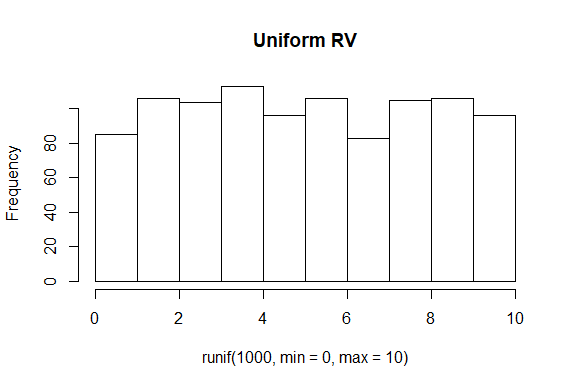 Uniform RV
Frequency
0
20
40
60
80
0 2 4 6 8 10
runif(1000, min = 0, max = 10)